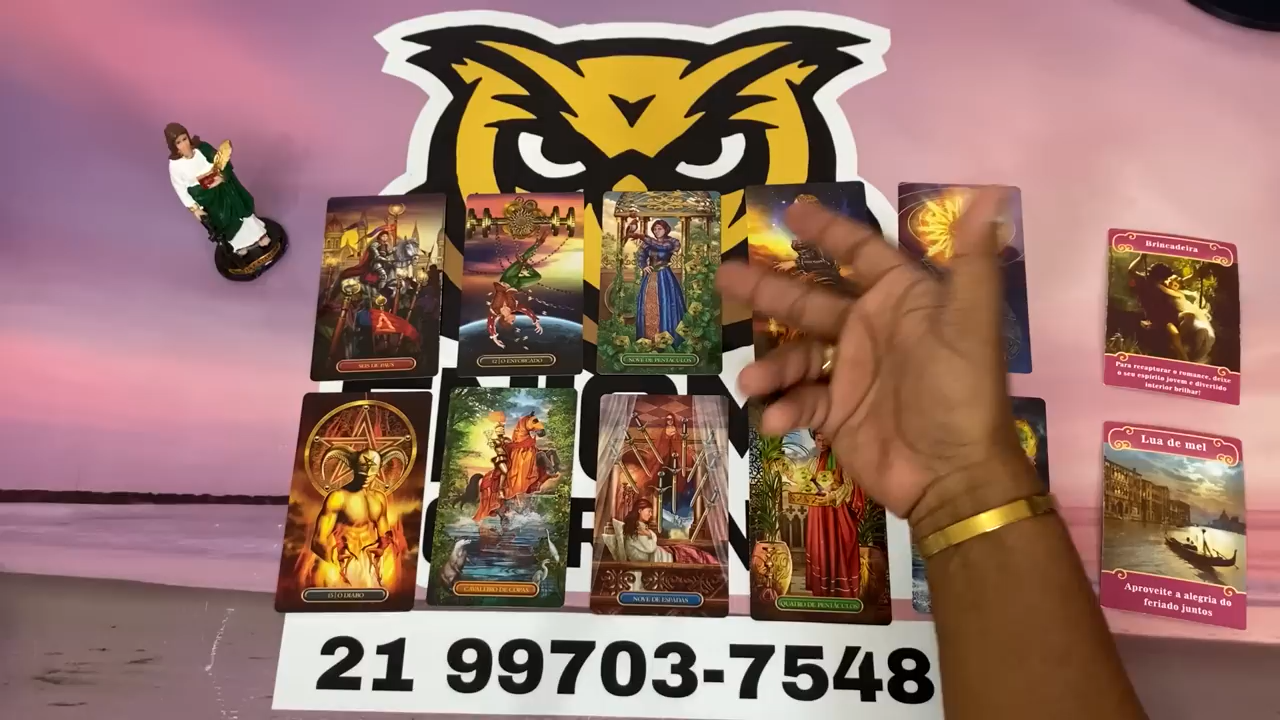 SEIS DE PAUS
12 | O ENFORCADO
NOVE DE PENTÁCULOS
Brincadeira
Para recapturar o romance, deixe
o seu espírito jovem e divertido
interior brilhar!
15 | O DIABO
CAVALEIRO DE COPAS
NOVE DE ESPADAS
QUATRO DE PENTÁCULOS
Lua de mel
Aproveite a alegria do
feriado juntos
21 99703-7548